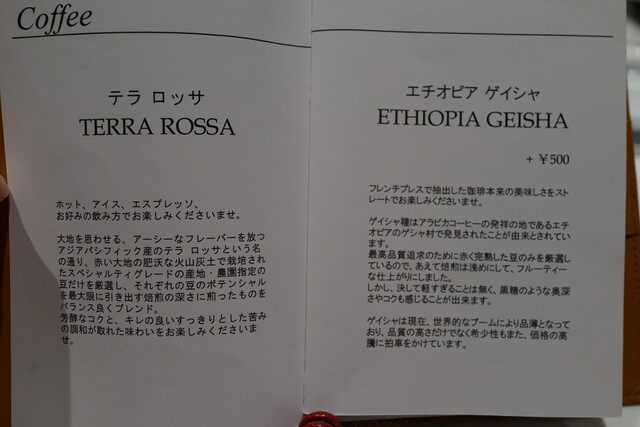 Coffee
テラ ロッサ
TERRA ROSSA
ホット、アイス、エスプレッソ、
お好みの飲み方でお楽しみくださいませ。
大地を思わせる、アーシーなフレーバーを放つ
アジアパシフィック産のテラ ロッサという名
の通り、赤い大地の肥沃な火山灰土で栽培され
たスペシャルティグレードの産地・農園指定の
豆だけを厳選し、それぞれの豆のポテンシャル
を最大限に引き出す焙煎の深さに煎ったものを
バランス良くブレンド。
芳醇なコクと、キレの良いすっきりとした苦み
の調和が取れた味わいをお楽しみくださいま
せ。
エチオピア ゲイシャ
ETHIOPIA GEISHA
+ ¥500
フレンチプレスで抽出した珈琲本来の美味しさをスト
レートでお楽しみくださいませ。
ゲイシャ種はアラビカコーヒーの発祥の地であるエチ
オピアのゲイシャ村で発見されたことが由来とされてい
ます。
最高品質追求のために赤く完熟した豆のみを厳選し
ているので、あえて焙煎は浅めにして、フルーティー
な仕上がりにしました。
しかし、決して軽すぎることは無く、黒糖のような奥深
さやコクも感じることが出来ます。
ゲイシャは現在、世界的なブームにより品薄となって
おり、品質の高さだけでなく希少性もまた、価格の高
騰に拍車をかけています。